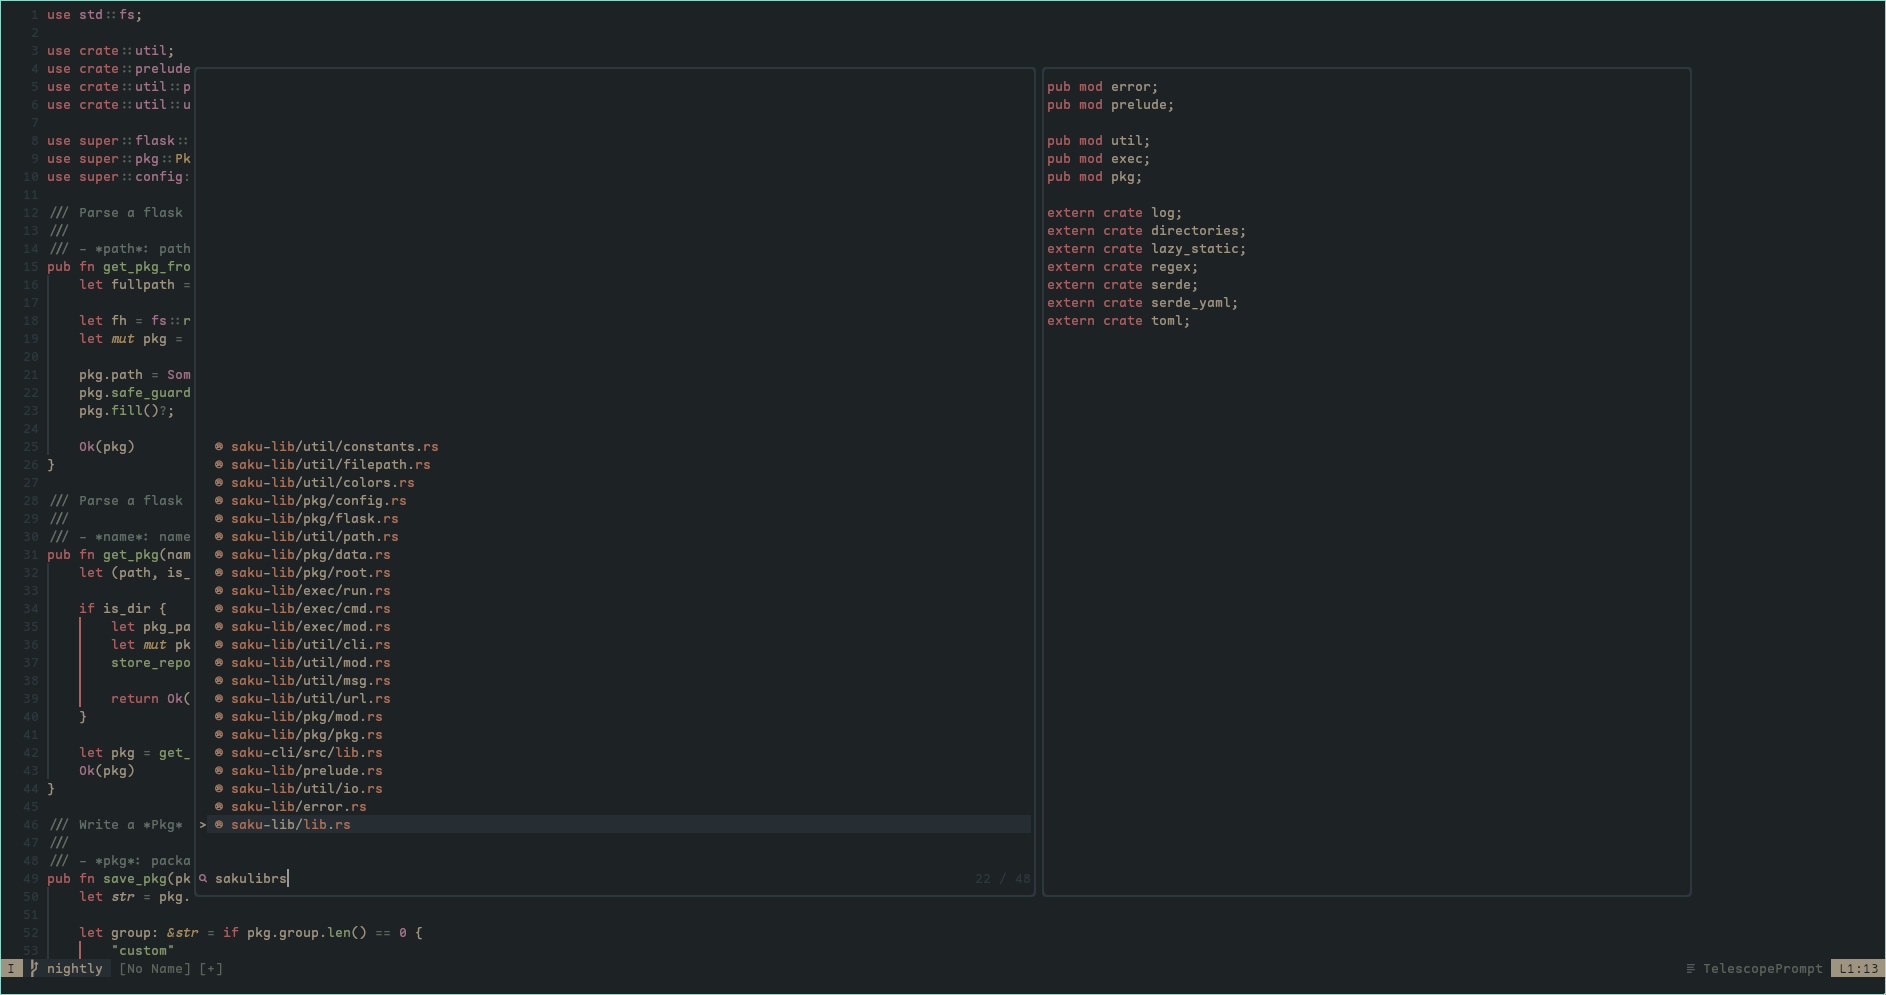 1 use std::fs;
2
3 use crate::util;
4 use crate::prelude
5 use crate::util::p
6 use crate::util::u
7
8 use super::flask::
9 use super::pkg::Pk
10 use super::config:
11
12 /// Parse a flask
13 ///
14 /// - *path*: path
15 pub fn get_pkg_fro
16 let fullpath =
17
18 let fh = fs::r
19 let mut pkg =
20
21 pkg.path = Som
22 pkg.safe_guard
23 pkg.fill()?;
24
25 Ok(pkg)
26 }
27
28 /// Parse a flask
29 ///
30 /// - *name*: name
31 pub fn get_pkg(nam
32 let (path, is_
33
34 if is_dir {
35 let pkg_pa
36 let mut pk
37 store_repo
38
39 return Ok(
40 }
41
42 let pkg = get_
43 Ok(pkg)
44 }
45
46 /// Write a *Pkg*
47 ///
48 /// - *pkg*: packa
49 pub fn save_pkg(pk
50 let str = pkg.
51
52 let group: &str = if pkg.group.len() == 0 {
53 "custom"
saku-lib/util/constants.rs
saku-lib/util/filepath.rs
saku-lib/util/colors.rs
saku-lib/pkg/config.rs
saku-lib/pkg/flask.rs
saku-lib/util/path.rs
saku-lib/pkg/data.rs
saku-lib/pkg/root.rs
saku-lib/exec/run.rs
saku-lib/exec/cmd.rs
saku-lib/exec/mod.rs
saku-lib/util/cli.rs
saku-lib/util/mod.rs
saku-lib/util/msg.rs
saku-lib/util/url.rs
saku-lib/pkg/mod.rs
saku-lib/pkg/pkg.rs
saku-cli/src/lib.rs
saku-lib/prelude.rs
saku-lib/util/io.rs
saku-lib/error.rs
> saku-lib/lib.rs
sakulibrs 22 / 48
pub mod error;
pub mod prelude;
pub mod util;
pub mod exec;
pub mod pkg;
extern crate log;
extern crate directories;
extern crate lazy_static;
extern crate regex;
extern crate serde;
extern crate serde_yaml;
extern crate toml;
I nightly [No Name] [+] TelescopePrompt L1:13